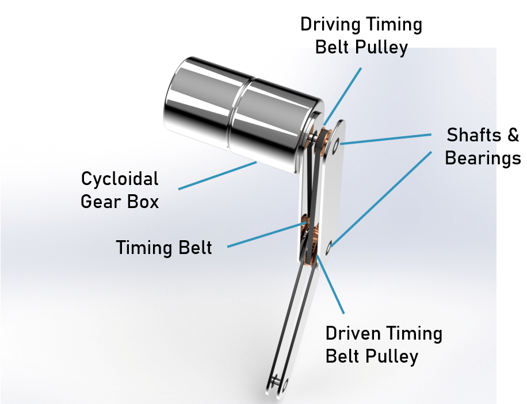 Driving Timing
Belt Pulley
Shafts &
Bearings
Cycloidal
Gear Box
Timing Belt
Driven Timing
Belt Pulley